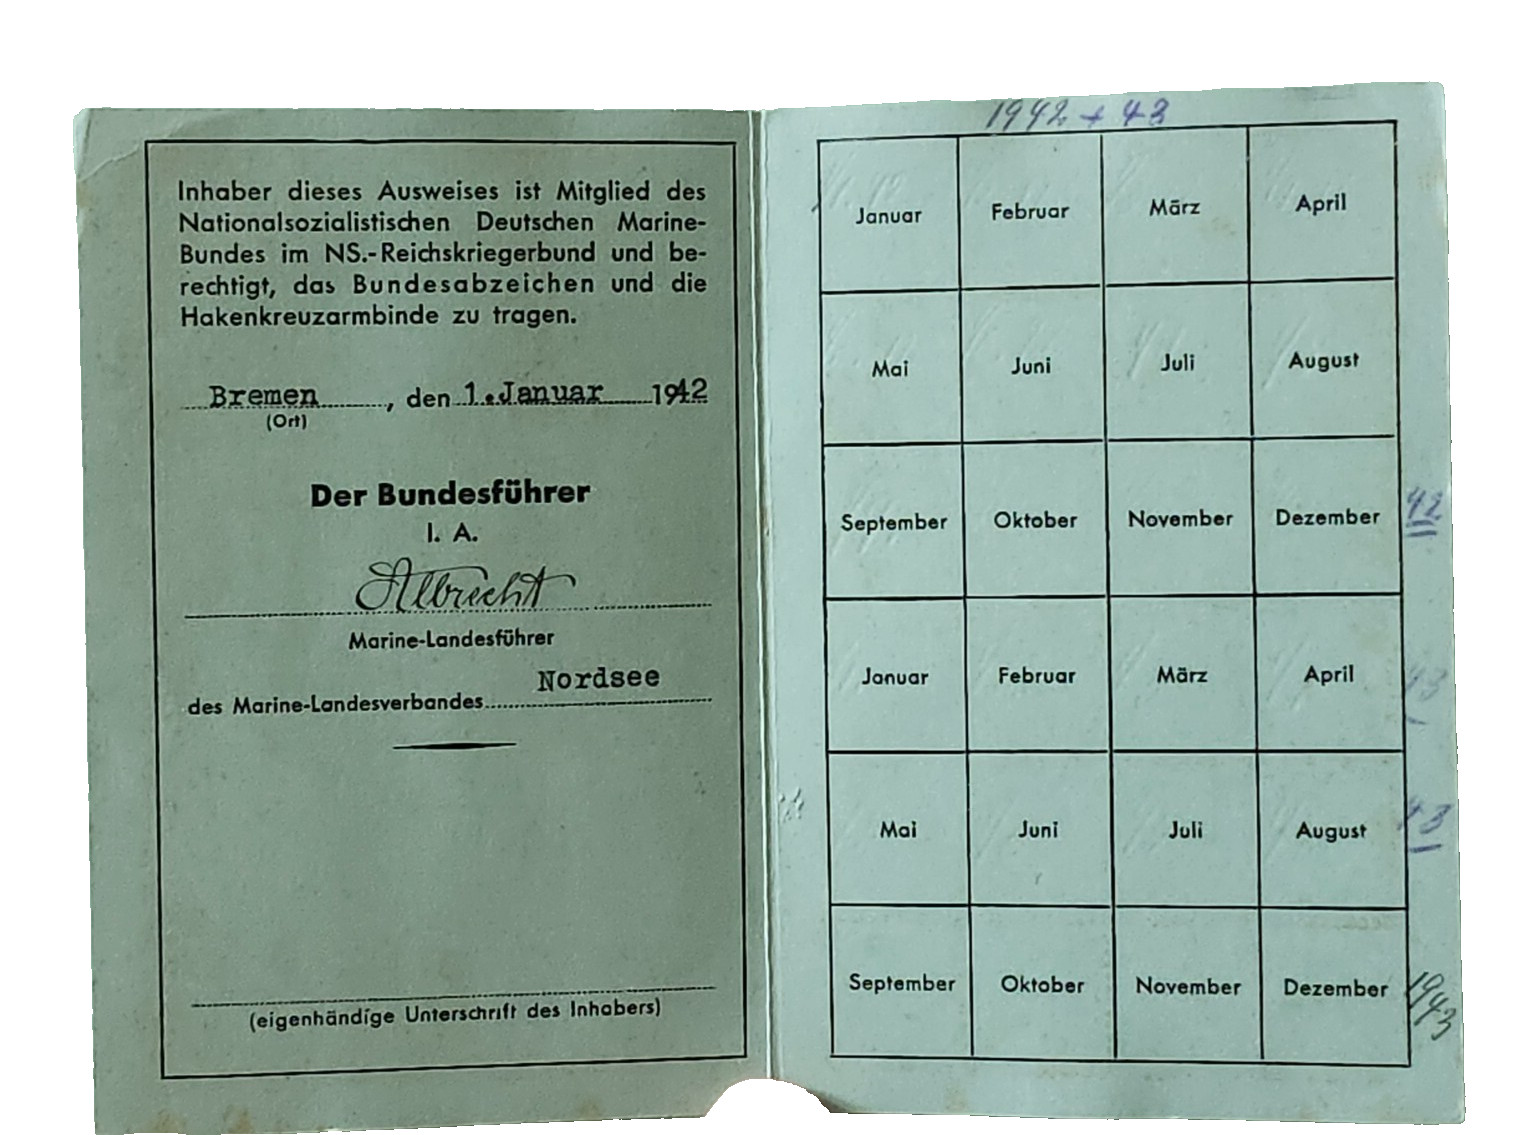 Inhaber dieses Ausweises ist Mitglied des
Nationalsozialistischen Deutschen Marine-
Bundes im NS.-Reichskriegerbund und be-
rechtigt, das Bundesabzeichen und die
Hakenkreuzarmbinde zu tragen.
Bremen, den 1. Januar 1942
(Ort)
Der Bundesführer
I. A.
Albrecht
Marine-Landesführer
des Marine-Landesverbandes Nordsee
(eigenhändige Unterschrift des Inhabers)
1942 + 43
Januar Februar März April
Mai Juni Juli August
September Oktober November Dezember 42
Januar Februar März April 43
Mai Juni Juli August 43
September Oktober November Dezember 1943